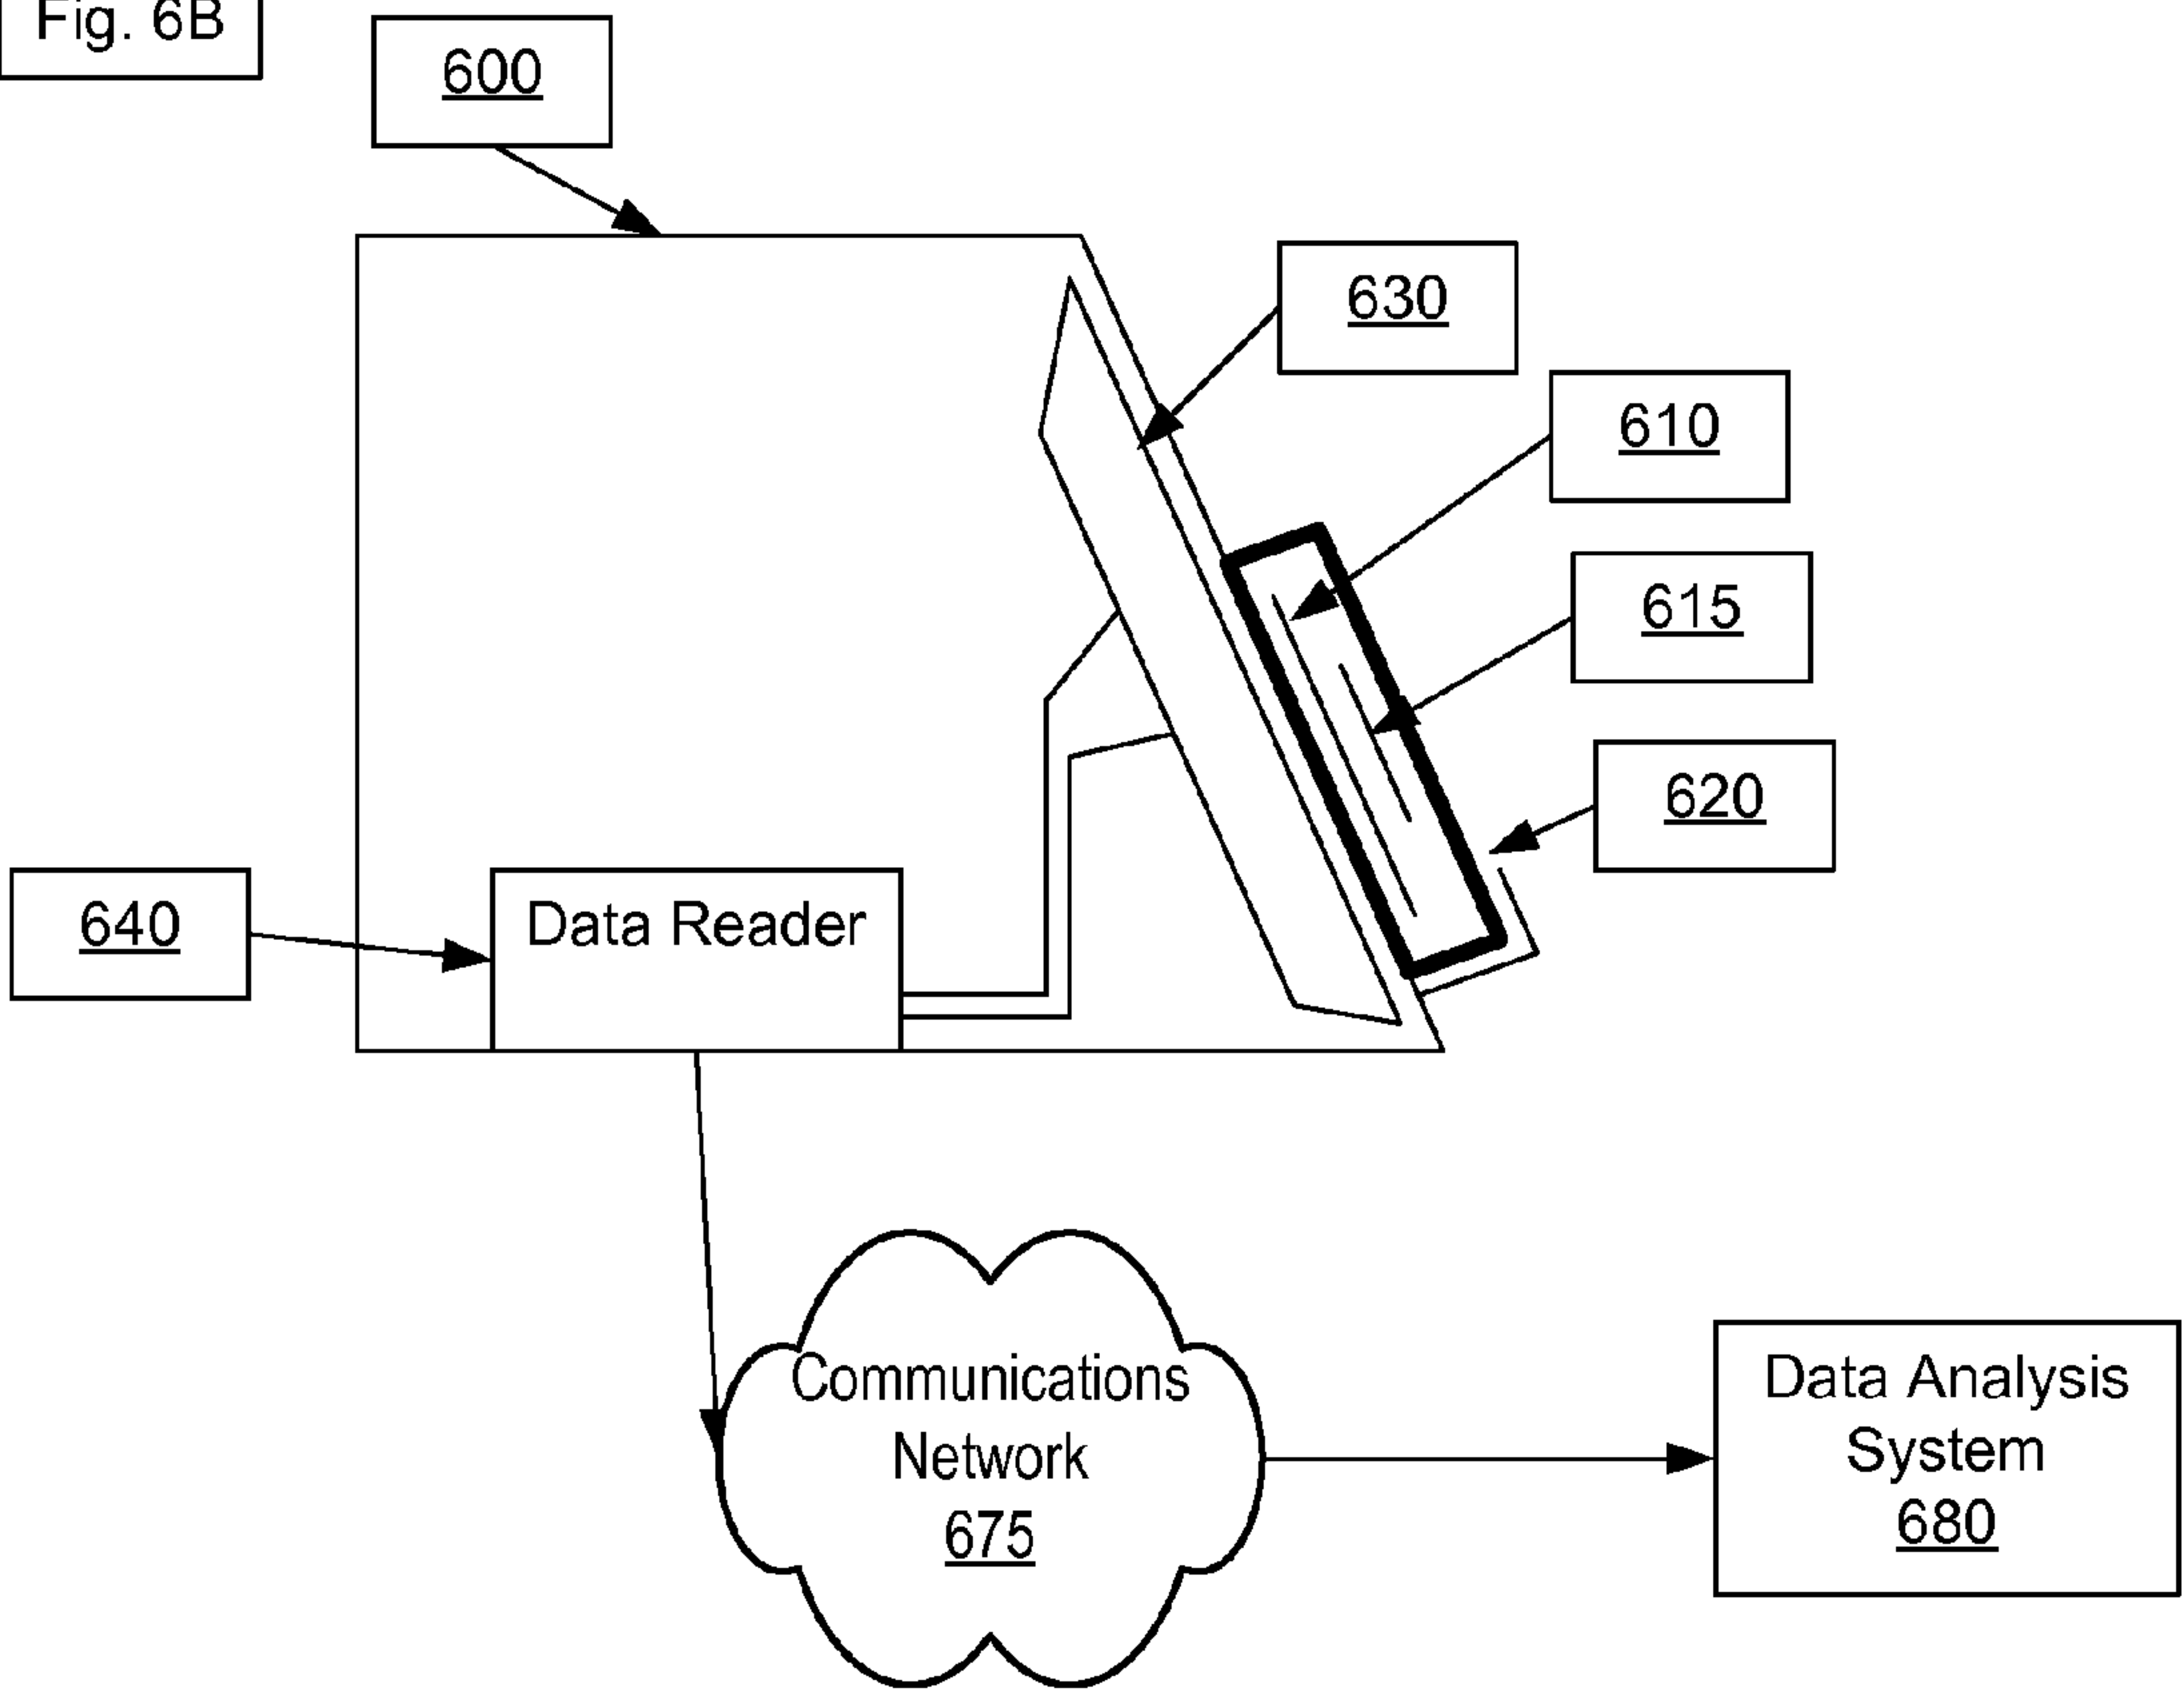 Fig. 6B
600
630
610
615
620
640
Data Reader
Communications
Network
675
Data Analysis
System
680